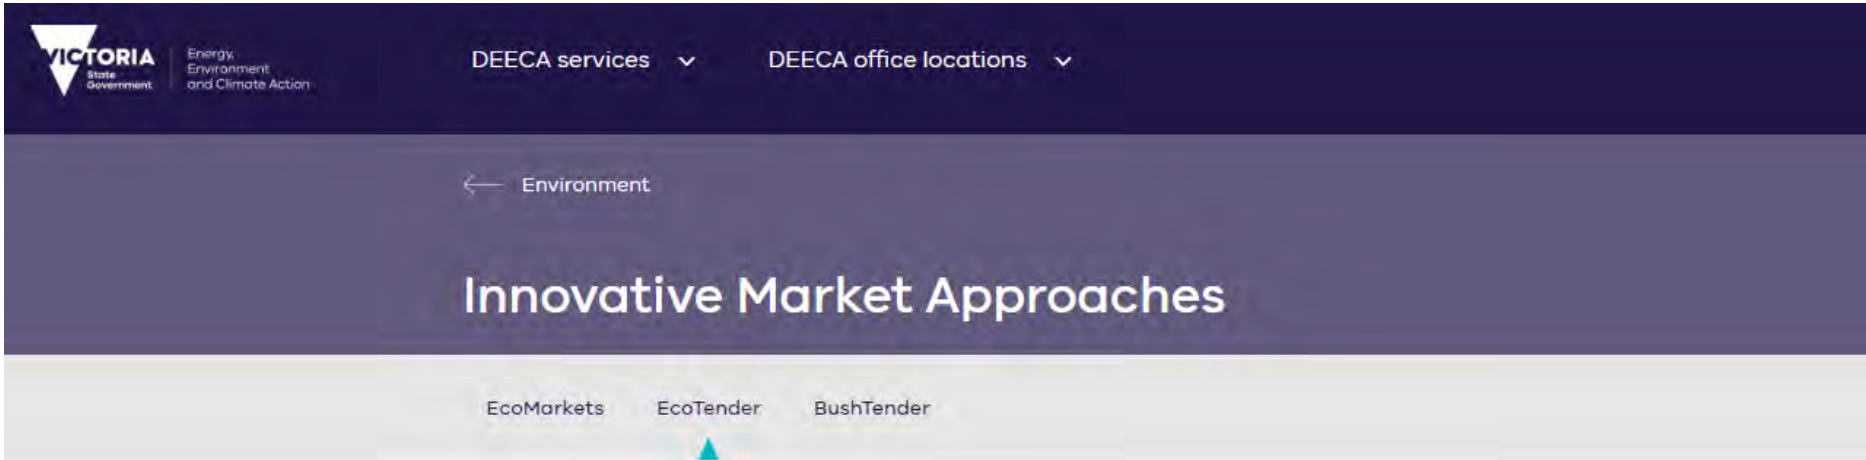 VICTORIA
State
Government
Energy,
Environment
and Climate Action
DEECA services
DEECA office locations
Environment
Innovative Market Approaches
EcoMarkets EcoTender BushTender